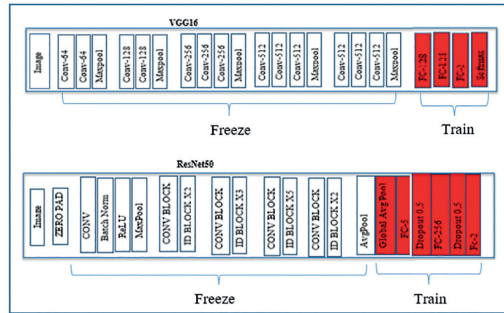 VGG16
Image
Conv-64
Conv-64
Maxpool
Conv-128
Conv-128
Maxpool
Conv-256
Conv-256
Conv-256
Maxpool
Conv-512
Conv-512
Conv-512
Maxpool
Conv-512
Conv-512
Conv-512
Maxpool
FC-128
FC-128
FC-2
Softmax
Freeze
Train
ResNet50
Image
ZERO PAD
CONV
Batch Norm
ReLU
MaxPool
CONV BLOCK
ID BLOCK X2
CONV BLOCK
ID BLOCK X3
CONV BLOCK
ID BLOCK X5
CONV BLOCK
ID BLOCK X2
AvgPool
Global Avg Pool
FC-5
Dropout 0.5
FC-256
Dropout 0.5
Fc-2
Freeze
Train